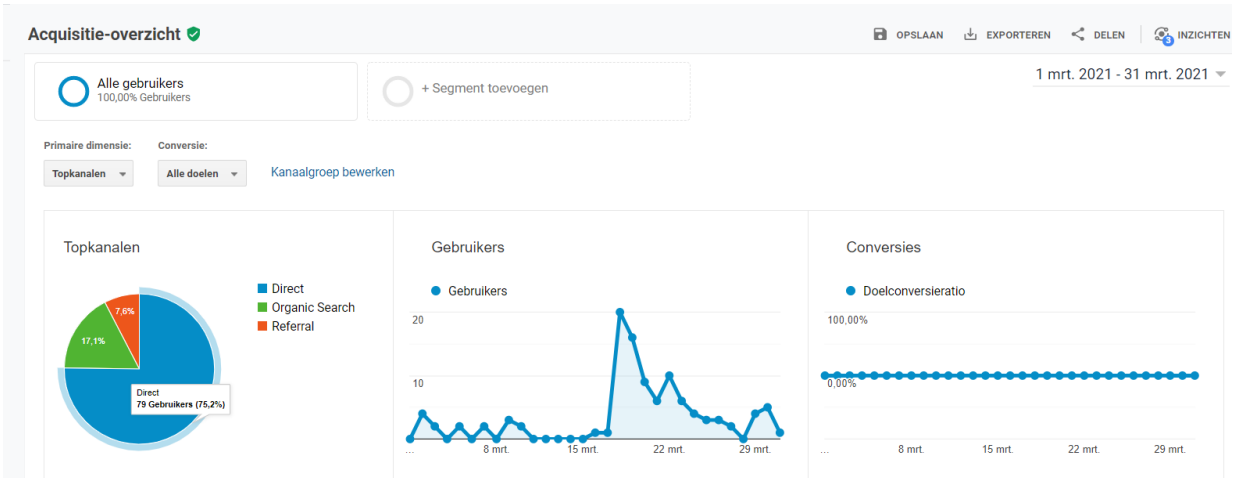 Acquisitie-overzicht
OPSLAAN
EXPORTEREN
DELEN
3
INZICHTEN
Alle gebruikers
100,00% Gebruikers
+ Segment toevoegen
1 mrt. 2021 - 31 mrt. 2021
Primaire dimensie:
Conversie:
Topkanalen
Alle doelen
Kanaalgroep bewerken
Topkanalen
Direct
Organic Search
Referral
7,6%
17,1%
Direct
79 Gebruikers (75,2%)
Gebruikers
Gebruikers
20
10
...
8 mrt.
15 mrt.
22 mrt.
29 mrt.
Conversies
Doelconversieratio
100,00%
0,00%
...
8 mrt.
15 mrt.
22 mrt.
29 mrt.